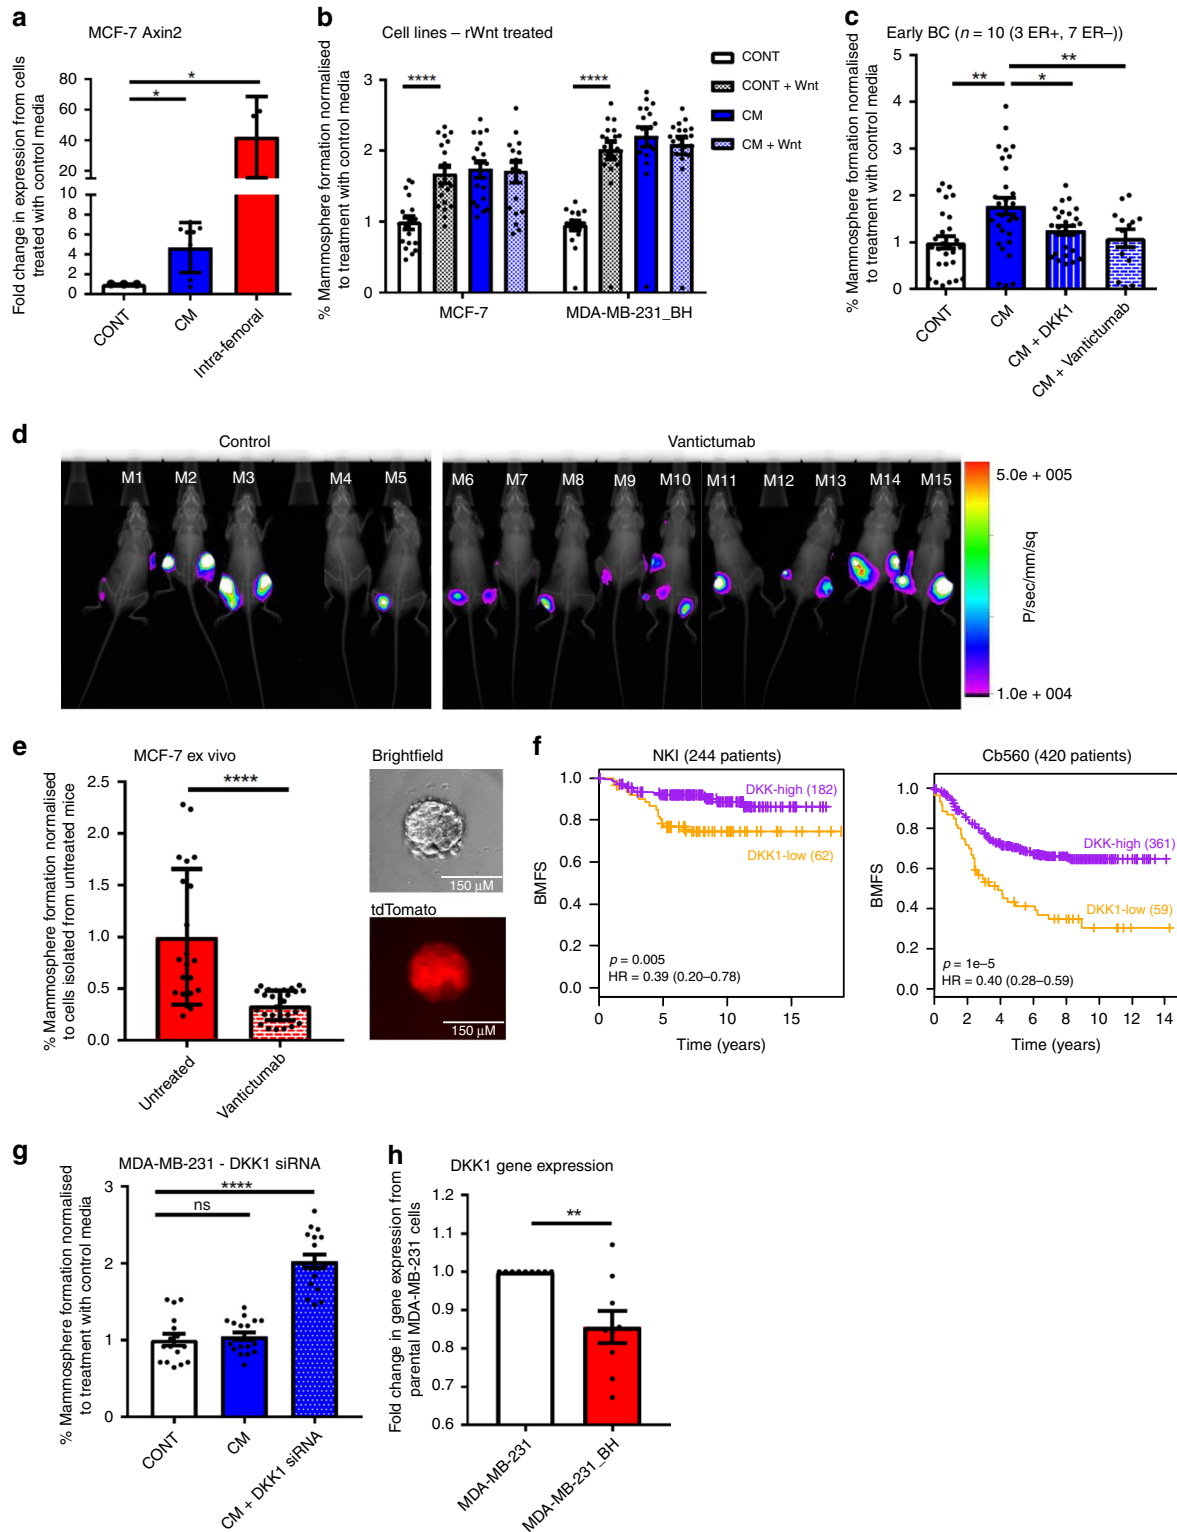 a
MCF-7 Axin2
Fold change in expression from cells
treated with control media
80
60
40
20
10
8
6
4
2
0
*
*
CONT
CM
Intra-femoral
b
Cell lines – rWnt treated
% Mammosphere formation normalised
to treatment with control media
3
2
1
0
****
****
MCF-7
MDA-MB-231_BH
CONT
CONT + Wnt
CM
CM + Wnt
c
Early BC (n = 10 (3 ER+, 7 ER–))
% Mammosphere formation normalised
to treatment with control media
5
4
3
2
1
0
**
**
*
CONT
CM
CM + DKK1
CM + Vantictumab
d
Control
Vantictumab
M1
M2
M3
M4
M5
M6
M7
M8
M9
M10
M11
M12
M13
M14
M15
5.0e + 005
P/sec/mm/sq
1.0e + 004
e
MCF-7 ex vivo
% Mammosphere formation normalised
to cells isolated from untreated mice
2.5
2.0
1.5
1.0
0.5
0.0
****
Untreated
Vantictumab
Brightfield
150 µM
tdTomato
150 µM
f
NKI (244 patients)
BMFS
1.0
0.8
0.6
0.4
0.2
0.0
DKK-high (182)
DKK1-low (62)
p = 0.005
HR = 0.39 (0.20–0.78)
0
5
10
15
Time (years)
Cb560 (420 patients)
BMFS
1.0
0.8
0.6
0.4
0.2
0.0
DKK-high (361)
DKK1-low (59)
p = 1e–5
HR = 0.40 (0.28–0.59)
0
2
4
6
8
10
12
14
Time (years)
g
MDA-MB-231 - DKK1 siRNA
% Mammosphere formation normalised
to treatment with control media
3
2
1
0
****
ns
CONT
CM
CM + DKK1 siRNA
h
DKK1 gene expression
Fold change in gene expression from
parental MDA-MB-231 cells
1.2
1.1
1.0
0.9
0.8
0.7
0.6
**
MDA-MB-231
MDA-MB-231_BH